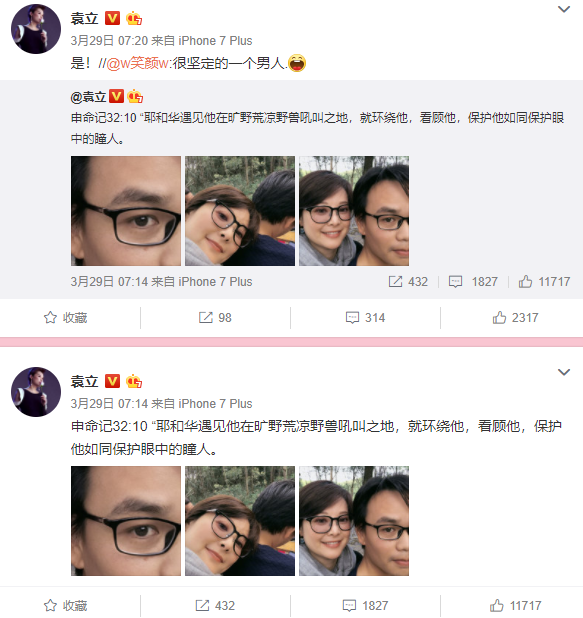 袁立
3月29日 07:20 来自 iPhone 7 Plus
是！//@w笑颜w:很坚定的一个男人.
@袁立
申命记32:10 “耶和华遇见他在旷野荒凉野兽吼叫之地，就环绕他，看顾他，保护他如同保护眼
中的瞳人。
3月29日 07:14 来自 iPhone 7 Plus 432 1827 11717
收藏 98 314 2317
袁立
3月29日 07:14 来自 iPhone 7 Plus
申命记32:10 “耶和华遇见他在旷野荒凉野兽吼叫之地，就环绕他，看顾他，保护
他如同保护眼中的瞳人。
收藏 432 1827 11717